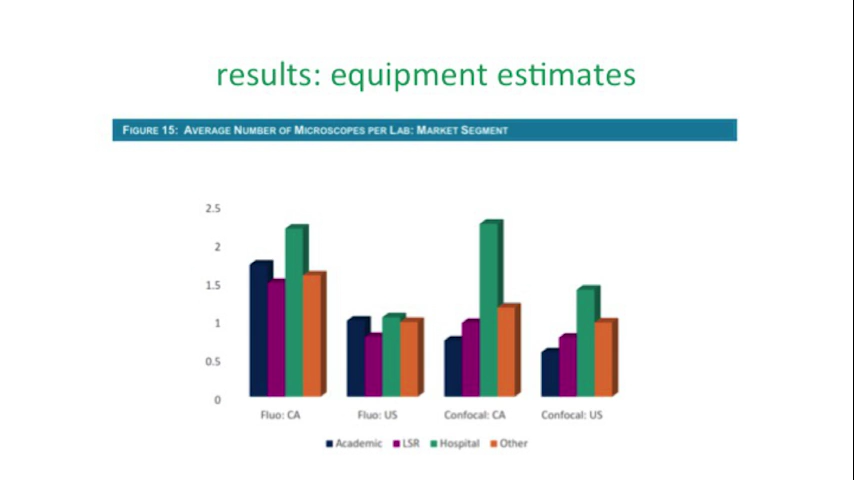 results: equipment estimates
FIGURE 15: AVERAGE NUMBER OF MICROSCOPES PER LAB: MARKET SEGMENT
2.5
2
1.5
1
0.5
0
Fluo: CA Fluo: US Confocal: CA Confocal: US
Academic LSR Hospital Other